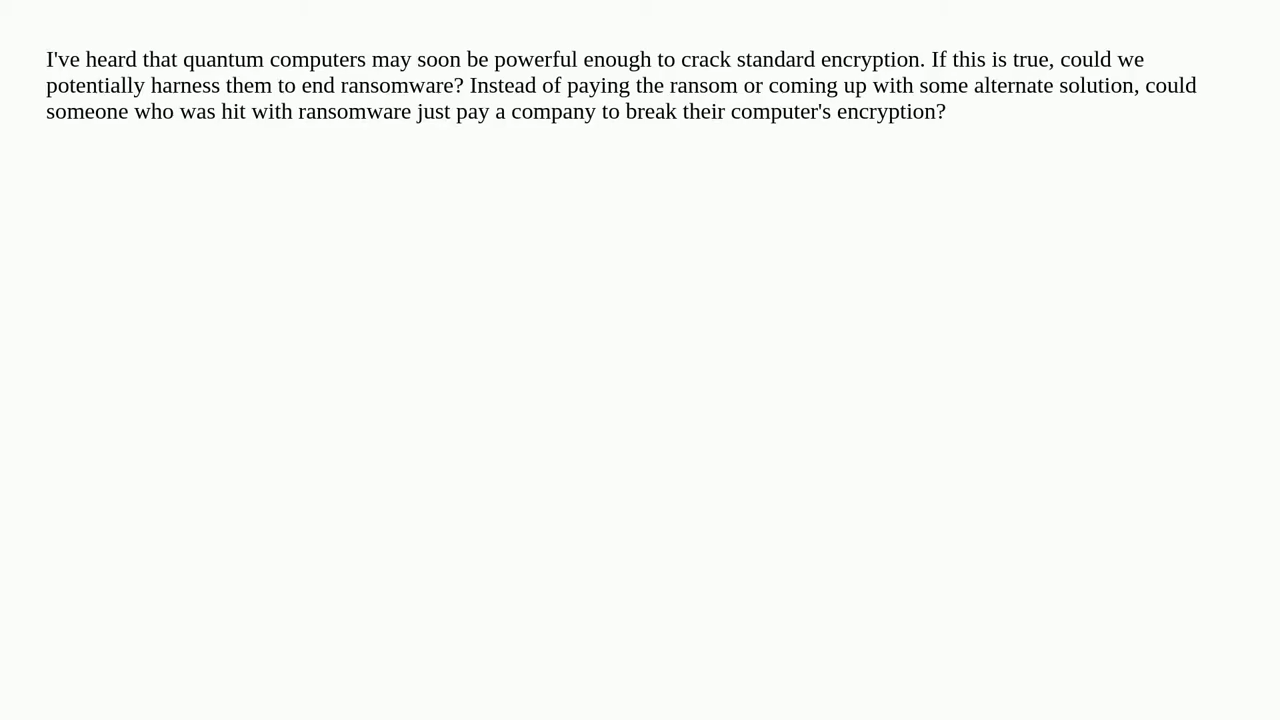 I've heard that quantum computers may soon be powerful enough to crack standard encryption. If this is true, could we
potentially harness them to end ransomware? Instead of paying the ransom or coming up with some alternate solution, could
someone who was hit with ransomware just pay a company to break their computer's encryption?